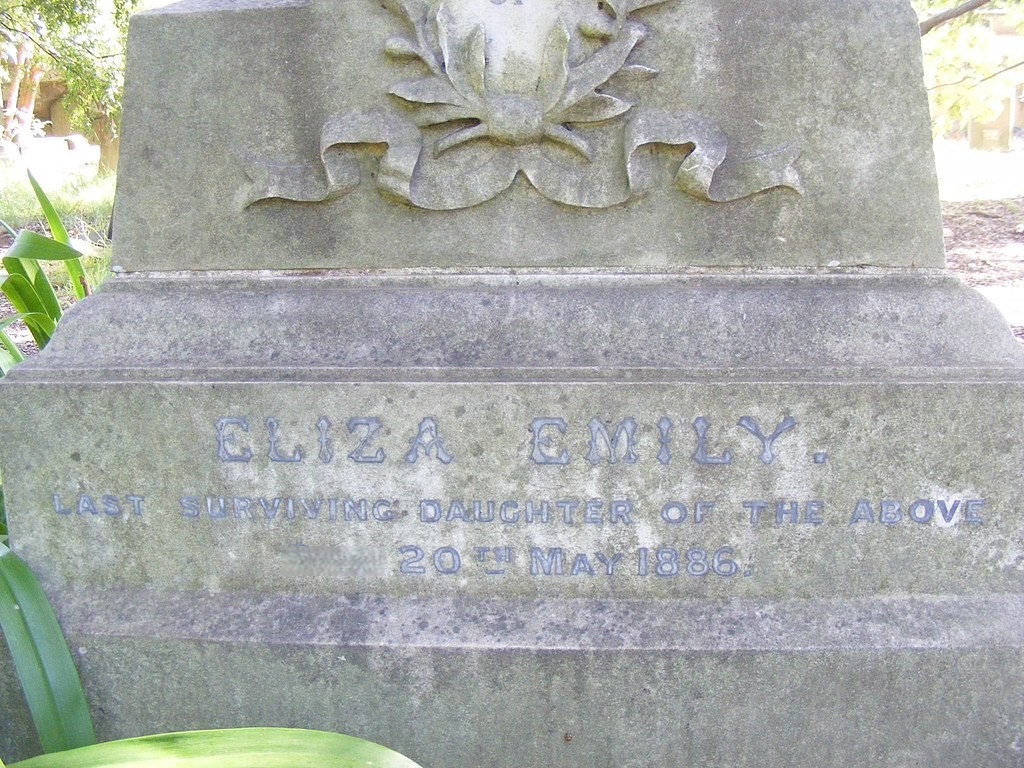 ELIZA EMILY.
LAST SURVIVING DAUGHTER OF THE ABOVE
20TH MAY 1886.